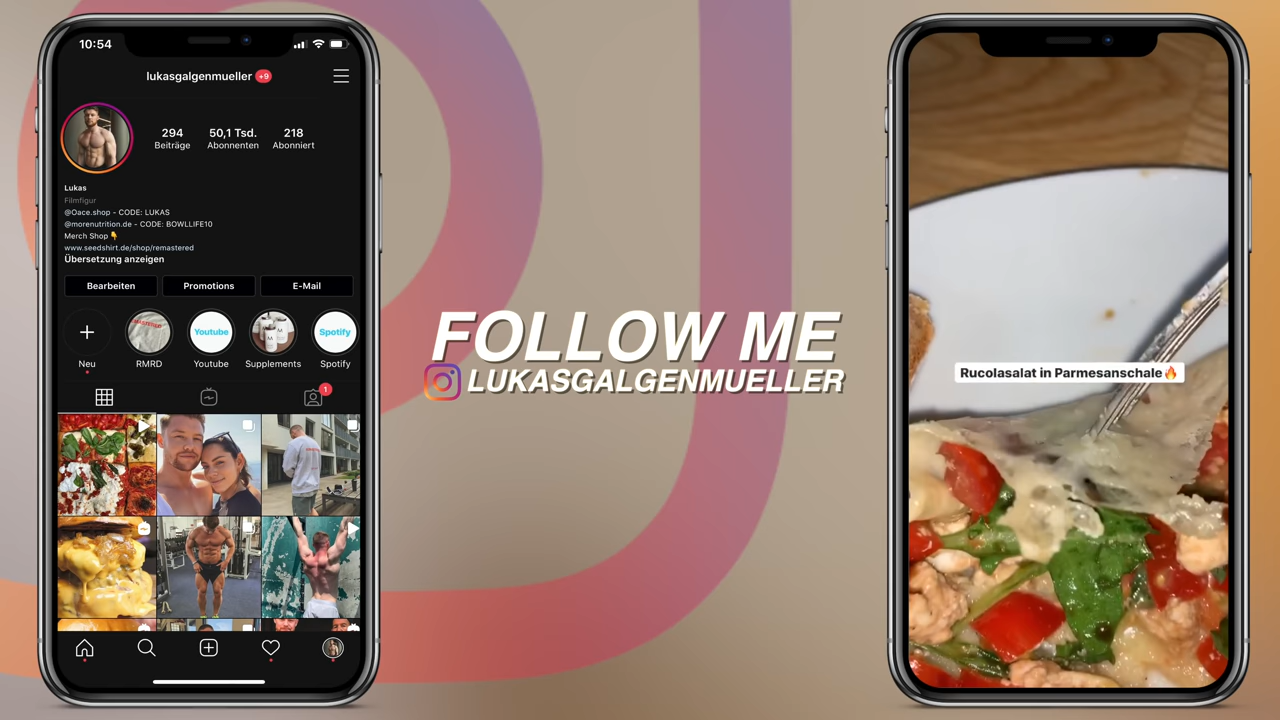 10:54
lukasgalgenmueller +9
294 50,1 Tsd. 218
Beiträge Abonnenten Abonniert
Lukas
Filmfigur
@Oace.shop - CODE: LUKAS
@morenutrition.de - CODE: BOWLLIFE10
Merch Shop 👇
www.seedshirt.de/shop/remastered
Übersetzung anzeigen
Bearbeiten Promotions E-Mail
Youtube Spotify
Neu RMRD Youtube Supplements Spotify
1
FOLLOW ME
LUKASGALGENMUELLER
Rucolasalat in Parmesanschale🔥